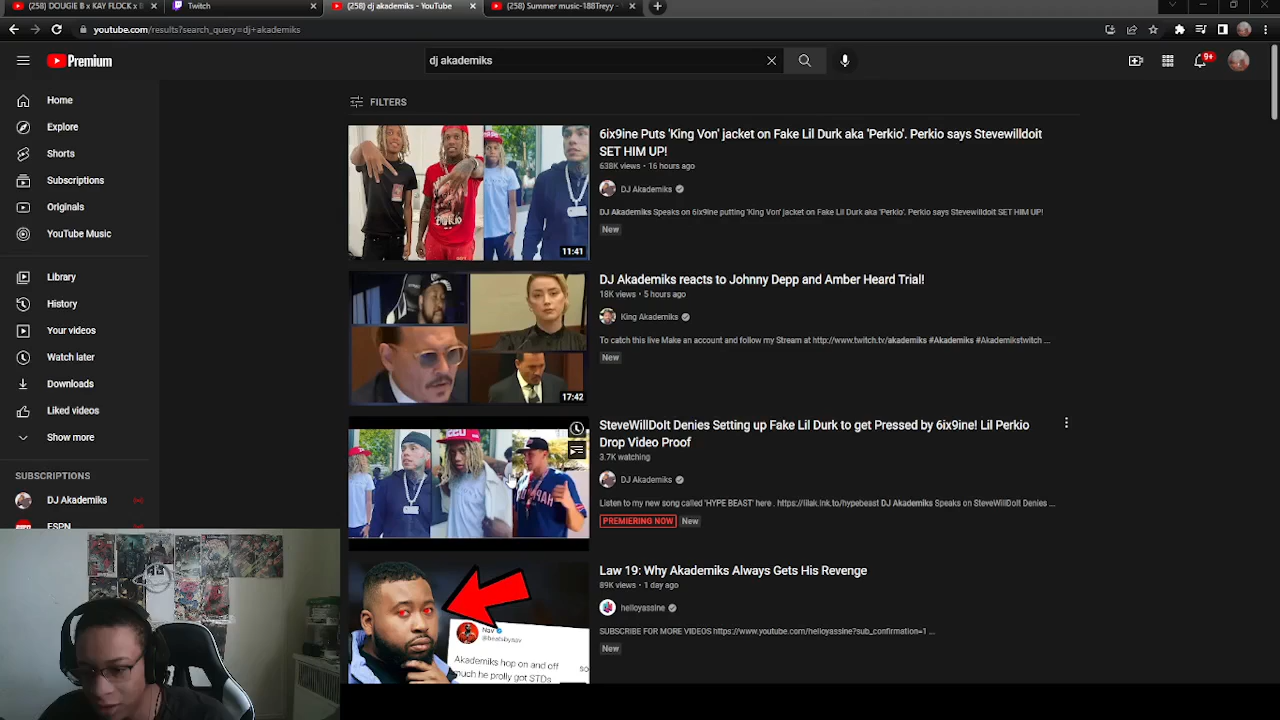 (258) DOUGIE B x KAY FLOCK x B
Twitch
(258) dj akademiks - YouTube
(258) Summer music-188Treyy -
youtube.com/results?search_query=dj+akademiks
Premium
dj akademiks
9+
FILTERS
Home
Explore
Shorts
Subscriptions
Originals
YouTube Music
Library
History
Your videos
Watch later
Downloads
Liked videos
Show more
SUBSCRIPTIONS
DJ Akademiks
ESPN
11:41
6ix9ine Puts 'King Von' jacket on Fake Lil Durk aka 'Perkio'. Perkio says Stevewilldoit
SET HIM UP!
638K views • 16 hours ago
DJ Akademiks
DJ Akademiks Speaks on 6ix9ine putting 'King Von' jacket on Fake Lil Durk aka 'Perkio'. Perkio says Stevewilldoit SET HIM UP!
New
17:42
DJ Akademiks reacts to Johnny Depp and Amber Heard Trial!
18K views • 5 hours ago
King Akademiks
To catch this live Make an account and follow my Stream at http://www.twitch.tv/akademiks #Akademiks #Akademikstwitch ...
New
SteveWillDoIt Denies Setting up Fake Lil Durk to get Pressed by 6ix9ine! Lil Perkio
Drop Video Proof
3.7K watching
DJ Akademiks
Listen to my new song called 'HYPE BEAST' here . https://lilak.lnk.to/hypebeast DJ Akademiks Speaks on SteveWillDoIt Denies ...
PREMIERING NOW New
Nav
@beatsbynav
Akademiks hop on and off
much he prolly got STDs
so
Law 19: Why Akademiks Always Gets His Revenge
89K views • 1 day ago
helloyassine
SUBSCRIBE FOR MORE VIDEOS https://www.youtube.com/helloyassine?sub_confirmation=1 ...
New